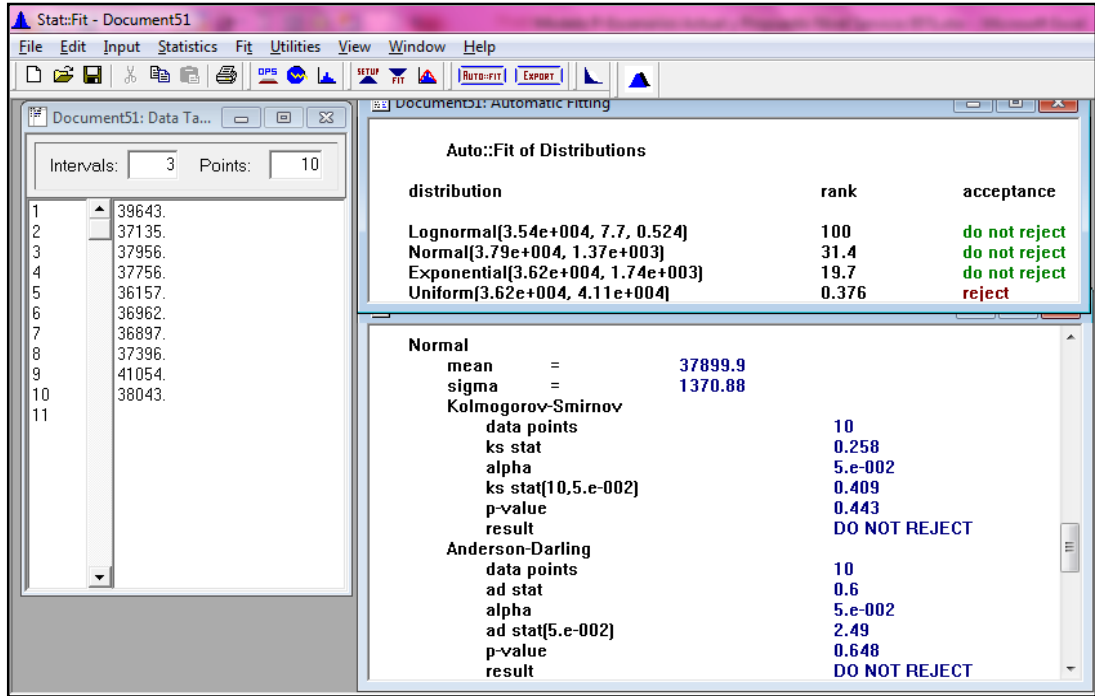 Stat::Fit - Document51
File Edit Input Statistics Fit Utilities View Window Help
OPS SETUP FIT AUTO::FIT EXPORT
Document51: Data Ta...
Intervals: 3 Points: 10
1 39643.
2 37135.
3 37956.
4 37756.
5 36157.
6 36962.
7 36897.
8 37396.
9 41054.
10 38043.
11
Document51: Automatic Fitting
Auto::Fit of Distributions
distribution rank acceptance
Lognormal(3.54e+004, 7.7, 0.524) 100 do not reject
Normal(3.79e+004, 1.37e+003) 31.4 do not reject
Exponential(3.62e+004, 1.74e+003) 19.7 do not reject
Uniform(3.62e+004, 4.11e+004) 0.376 reject
Normal
mean = 37899.9
sigma = 1370.88
Kolmogorov-Smirnov
data points 10
ks stat 0.258
alpha 5.e-002
ks stat(10,5.e-002) 0.409
p-value 0.443
result DO NOT REJECT
Anderson-Darling
data points 10
ad stat 0.6
alpha 5.e-002
ad stat(5.e-002) 2.49
p-value 0.648
result DO NOT REJECT